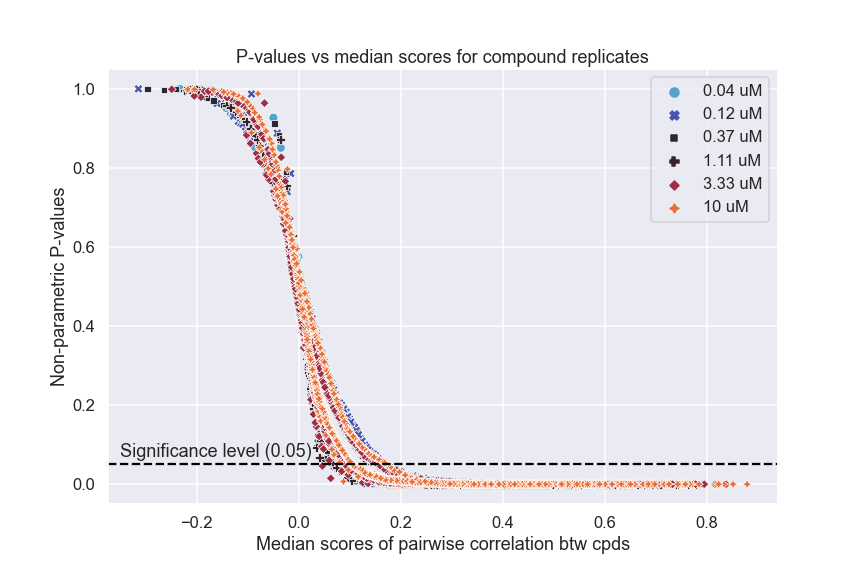 P-values vs median scores for compound replicates
1.0
0.8
0.6
0.4
0.2
0.0
Non-parametric P-values
0.04 uM
0.12 uM
0.37 uM
1.11 uM
3.33 uM
10 uM
Significance level (0.05)
−0.2 0.0 0.2 0.4 0.6 0.8
Median scores of pairwise correlation btw cpds